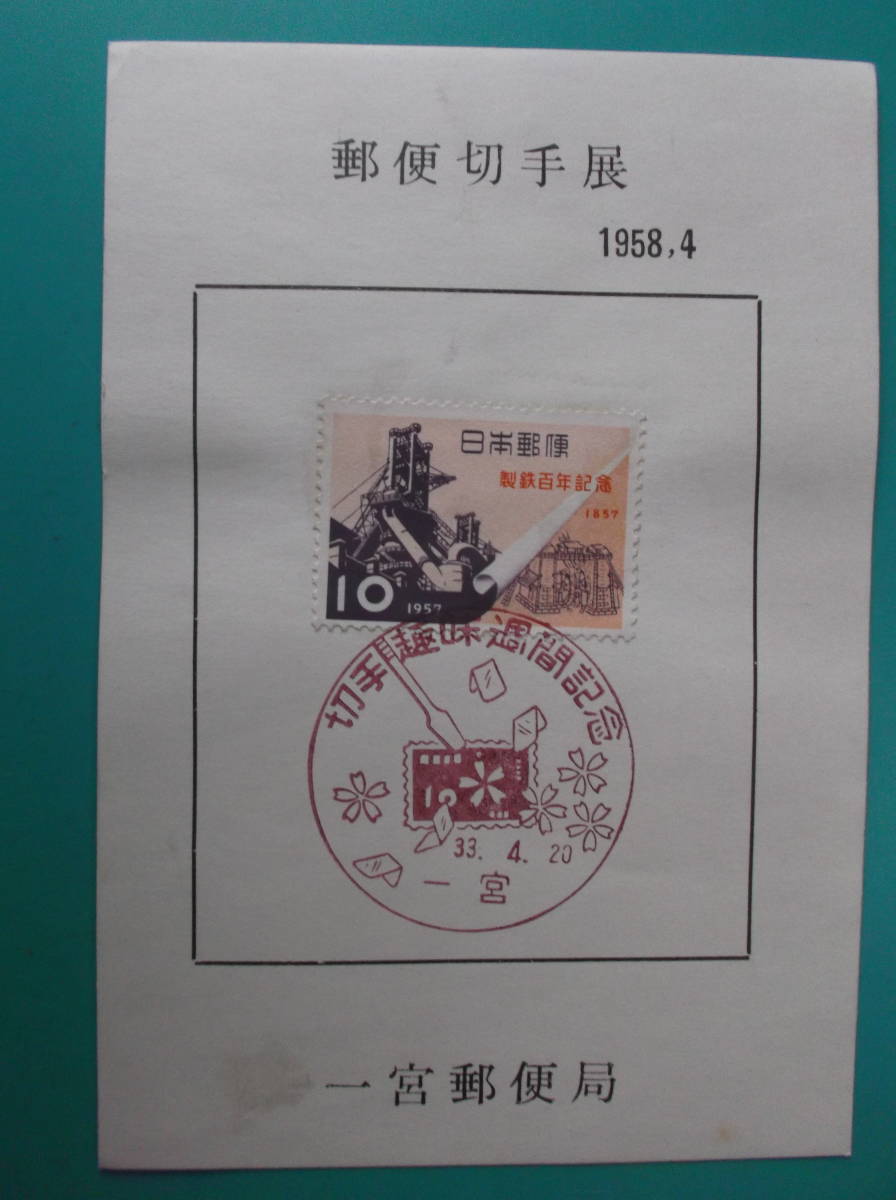 郵便切手展
1958,4
日本郵便
製鉄百年記念
1857
10
1957
切手趣味週間記念
10
33. 4. 20
一宮
一宮郵便局